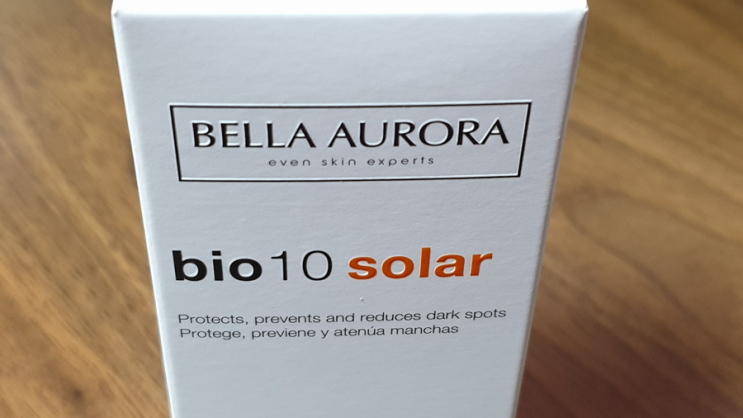 BELLA AURORA
even skin experts
bio10 solar
Protects, prevents and reduces dark spots
Protege, previene y atenúa manchas